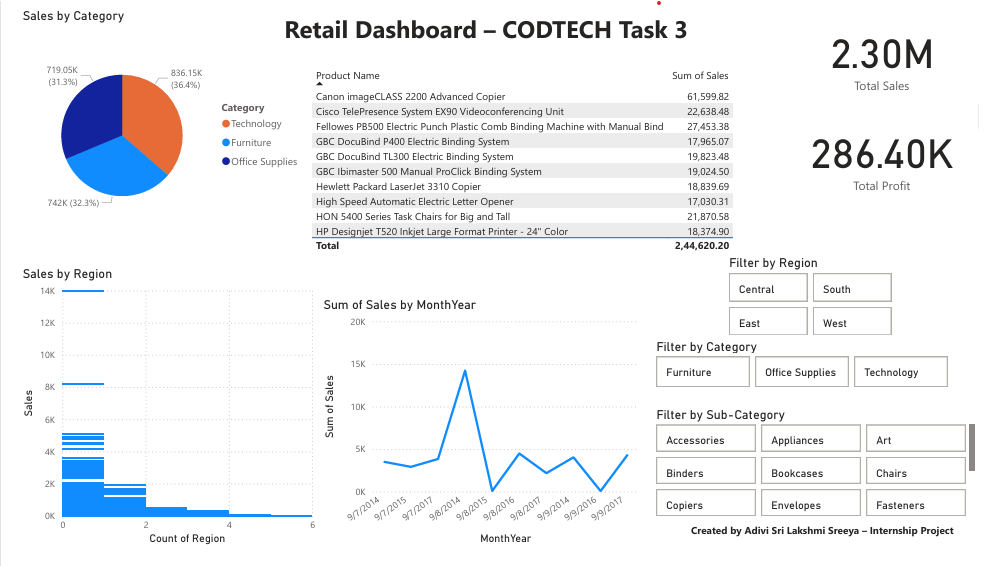 Sales by Category
Retail Dashboard – CODTECH Task 3
719.05K
(31.3%)
836.15K
(36.4%)
742K (32.3%)
Category
Technology
Furniture
Office Supplies
Product Name Sum of Sales
Canon imageCLASS 2200 Advanced Copier 61,599.82
Cisco TelePresence System EX90 Videoconferencing Unit 22,638.48
Fellowes PB500 Electric Punch Plastic Comb Binding Machine with Manual Bind 27,453.38
GBC DocuBind P400 Electric Binding System 17,965.07
GBC DocuBind TL300 Electric Binding System 19,823.48
GBC Ibimaster 500 Manual ProClick Binding System 19,024.50
Hewlett Packard LaserJet 3310 Copier 18,839.69
High Speed Automatic Electric Letter Opener 17,030.31
HON 5400 Series Task Chairs for Big and Tall 21,870.58
HP Designjet T520 Inkjet Large Format Printer - 24" Color 18,374.90
Total 2,44,620.20
2.30M
Total Sales
286.40K
Total Profit
Sales by Region
14K
12K
10K
8K
6K
4K
2K
0K
Sales
0 2 4 6
Count of Region
Sum of Sales by MonthYear
20K
15K
10K
5K
0K
Sum of Sales
9/7/2014 9/7/2015 9/7/2017 9/8/2014 9/8/2015 9/8/2016 9/8/2017 9/9/2014 9/9/2016 9/9/2017
MonthYear
Filter by Region
Central South
East West
Filter by Category
Furniture Office Supplies Technology
Filter by Sub-Category
Accessories Appliances Art
Binders Bookcases Chairs
Copiers Envelopes Fasteners
Created by Adivi Sri Lakshmi Sreeya – Internship Project